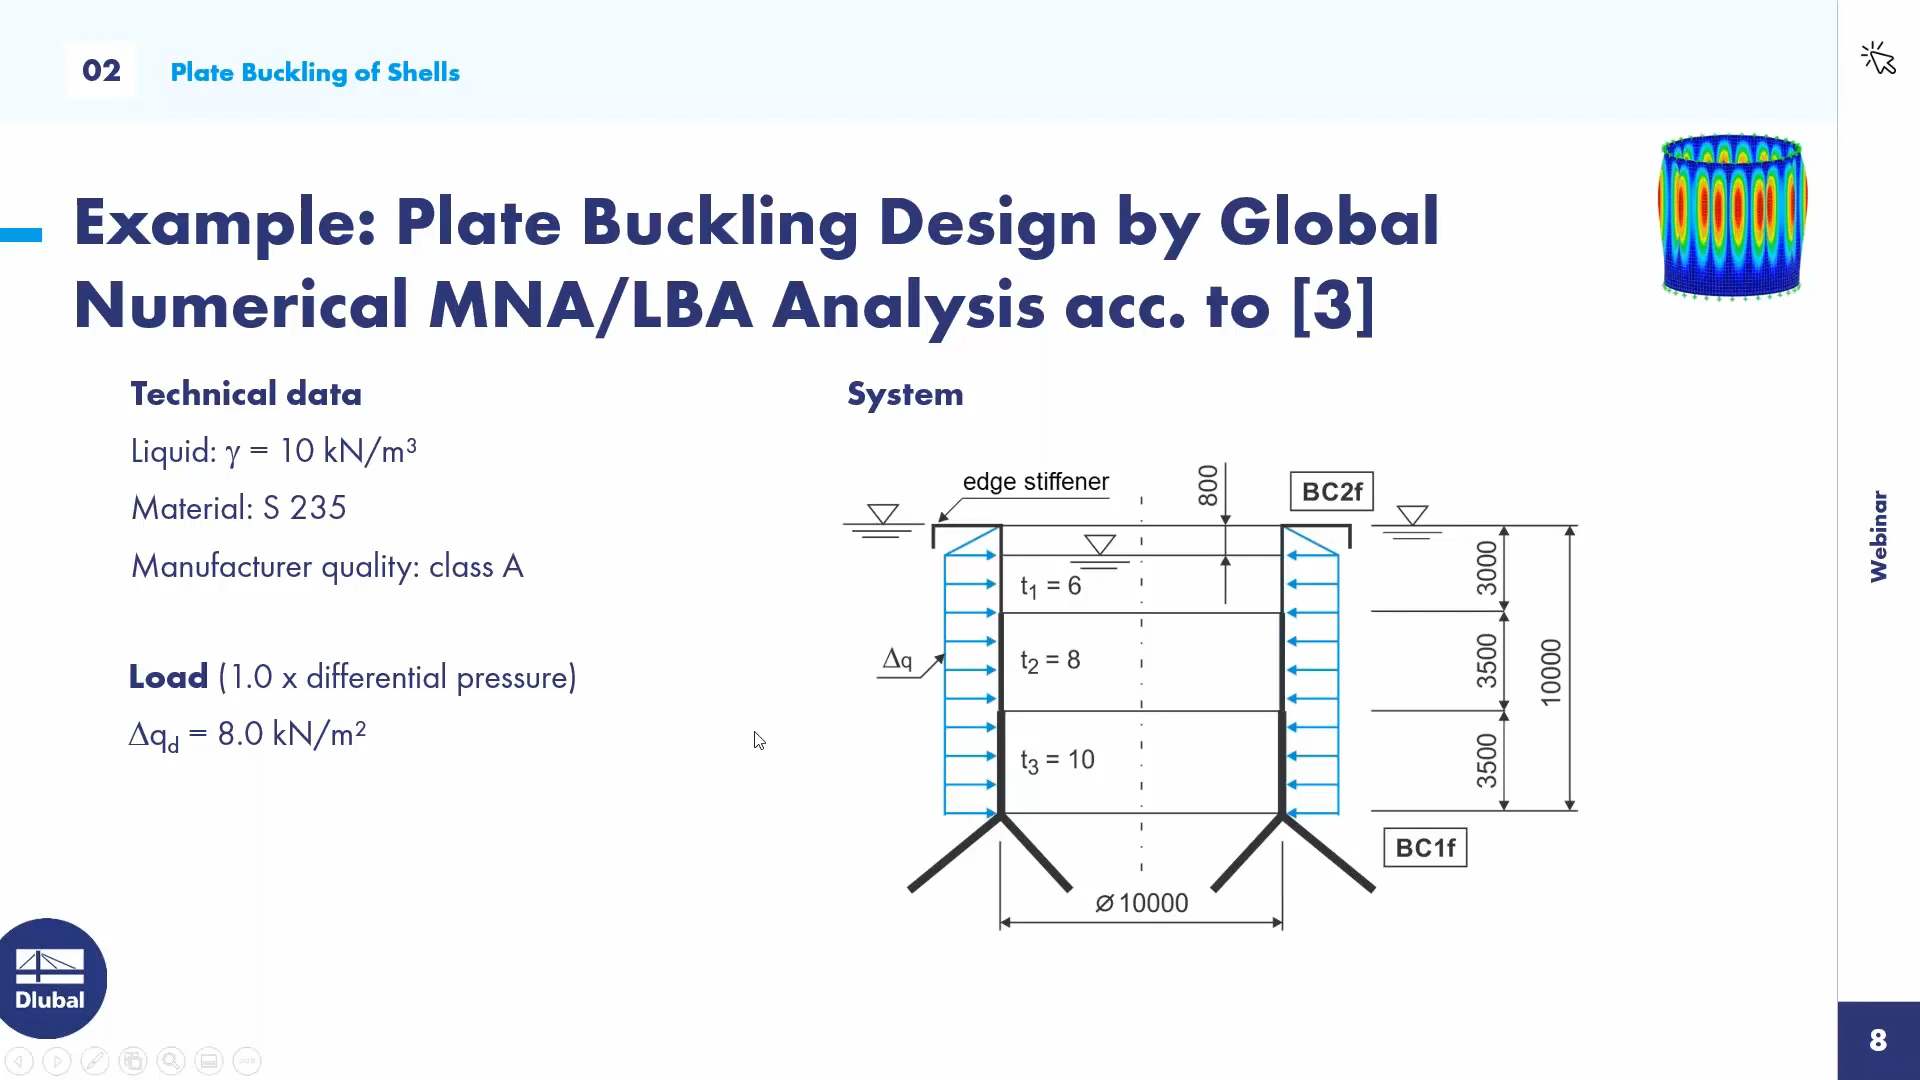 02
Plate Buckling of Shells
Example: Plate Buckling Design by Global
Numerical MNA/LBA Analysis acc. to [3]
Technical data
Liquid: γ = 10 kN/m³
Material: S 235
Manufacturer quality: class A
Load (1.0 x differential pressure)
Δq_d = 8.0 kN/m²
System
edge stiffener
800
BC2f
t₁ = 6
3000
Δq
t₂ = 8
3500
10000
t₃ = 10
3500
BC1f
⌀ 10000
Webinar
Dlubal
8